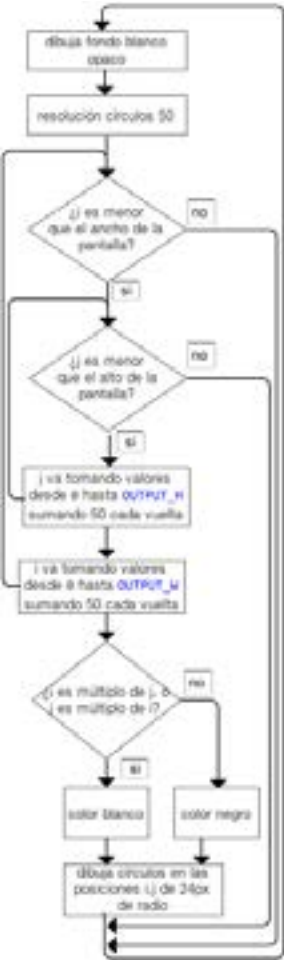 dibuja fondo blanco
opaco
resolución círculos 50
¿i es menor
que el ancho de la
pantalla?
no
si
¿j es menor
que el alto de la
pantalla?
no
si
j va tomando valores
desde 0 hasta OUTPUT_H
sumando 50 cada vuelta
i va tomando valores
desde 0 hasta OUTPUT_W
sumando 50 cada vuelta
¿i es múltiplo de j, o
j es múltiplo de i?
no
si
color blanco
color negro
dibuja círculos en las
posiciones i,j de 24px
de radio